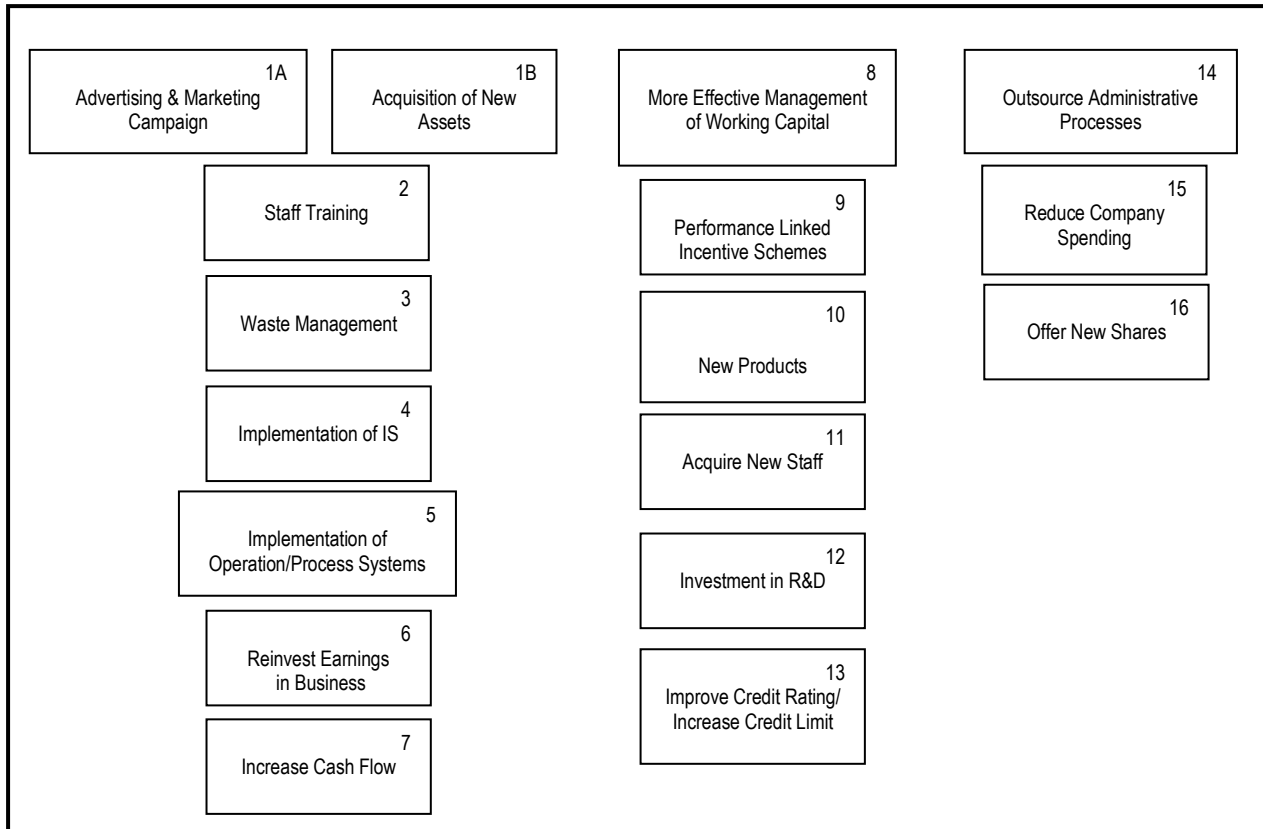 1A
Advertising & Marketing
Campaign
1B
Acquisition of New
Assets
2
Staff Training
3
Waste Management
4
Implementation of IS
5
Implementation of
Operation/Process Systems
6
Reinvest Earnings
in Business
7
Increase Cash Flow
8
More Effective Management
of Working Capital
9
Performance Linked
Incentive Schemes
10
New Products
11
Acquire New Staff
12
Investment in R&D
13
Improve Credit Rating/
Increase Credit Limit
14
Outsource Administrative
Processes
15
Reduce Company
Spending
16
Offer New Shares